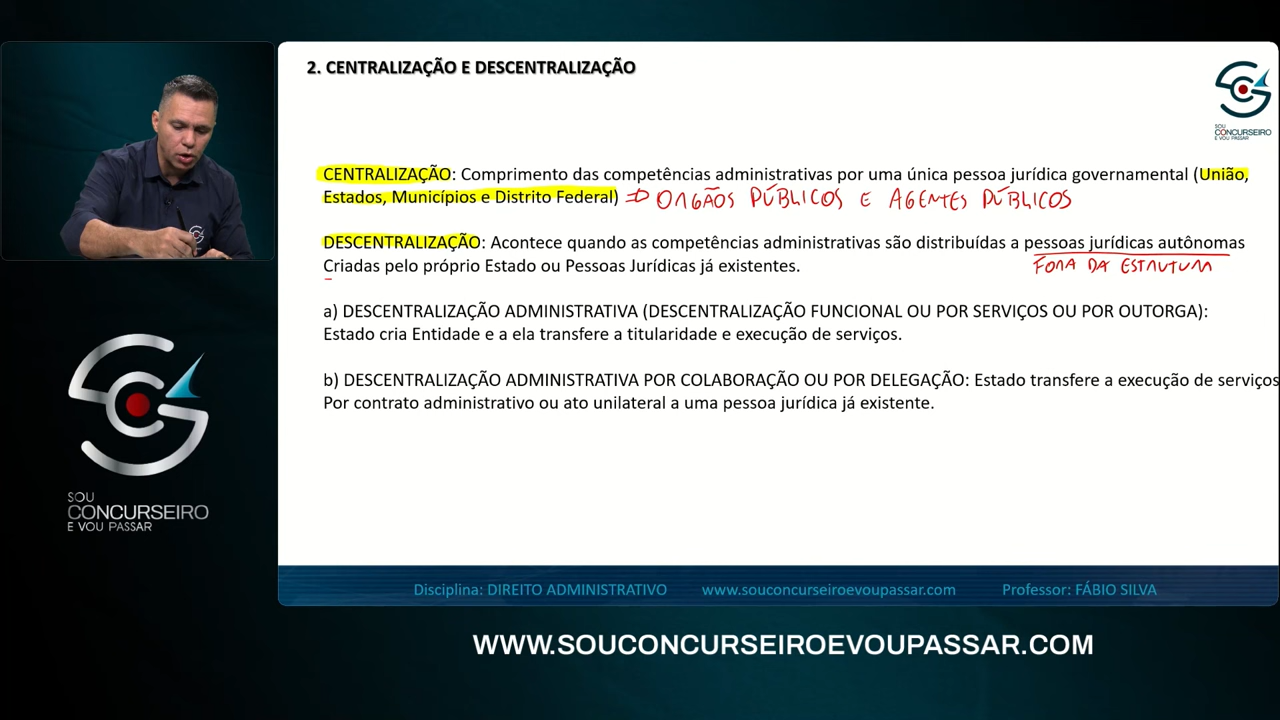 2. CENTRALIZAÇÃO E DESCENTRALIZAÇÃO
SOU
CONCURSEIRO
E VOU PASSAR
CENTRALIZAÇÃO: Comprimento das competências administrativas por uma única pessoa jurídica governamental (União,
Estados, Municípios e Distrito Federal) ⇒ ORGÃOS PÚBLICOS E AGENTES PÚBLICOS
DESCENTRALIZAÇÃO: Acontece quando as competências administrativas são distribuídas a pessoas jurídicas autônomas
Criadas pelo próprio Estado ou Pessoas Jurídicas já existentes. FORA DA ESTRUTURA
a) DESCENTRALIZAÇÃO ADMINISTRATIVA (DESCENTRALIZAÇÃO FUNCIONAL OU POR SERVIÇOS OU POR OUTORGA):
Estado cria Entidade e a ela transfere a titularidade e execução de serviços.
b) DESCENTRALIZAÇÃO ADMINISTRATIVA POR COLABORAÇÃO OU POR DELEGAÇÃO: Estado transfere a execução de serviços
Por contrato administrativo ou ato unilateral a uma pessoa jurídica já existente.
SOU
CONCURSEIRO
E VOU PASSAR
Disciplina: DIREITO ADMINISTRATIVO www.souconcurseiroevoupassar.com Professor: FÁBIO SILVA
WWW.SOUCONCURSEIROEVOUPASSAR.COM